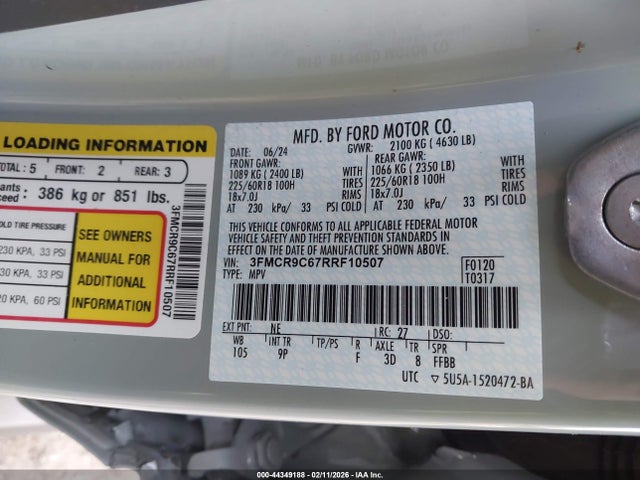 LOADING INFORMATION
TOTAL: 5 FRONT: 2 REAR: 3
386 kg or 851 lbs.
TIRE PRESSURE
230 KPA, 33 PSI
230 KPA, 33 PSI
KPA, 60 PSI
SEE OWNERS
MANUAL FOR
ADDITIONAL
INFORMATION
3FMCR9C67RRF10507
MFD. BY FORD MOTOR CO.
DATE: 06/24 GVWR: 2100 KG ( 4630 LB)
FRONT GAWR: REAR GAWR:
1089 KG ( 2400 LB) WITH 1066 KG ( 2350 LB) WITH
225/60R18 100H TIRES 225/60R18 100H TIRES
18x7.0J RIMS 18x7.0J RIMS
AT 230 kPa/ 33 PSI COLD AT 230 kPa/ 33 PSI COLD
THIS VEHICLE CONFORMS TO ALL APPLICABLE FEDERAL MOTOR
VEHICLE SAFETY AND THEFT PREVENTION STANDARDS IN
EFFECT ON THE DATE OF MANUFACTURE SHOWN ABOVE.
VIN: 3FMCR9C67RRF10507 F0120
TYPE: MPV T0317
EXT PNT: NE RC: 27 DSO:
WB INT TR TP/PS R AXLE TR SPR
105 9P F 3D 8 FFBB
UTC ▽ 5U5A-1520472-BA
000-44349188 - 02/11/2026 - IAA Inc.